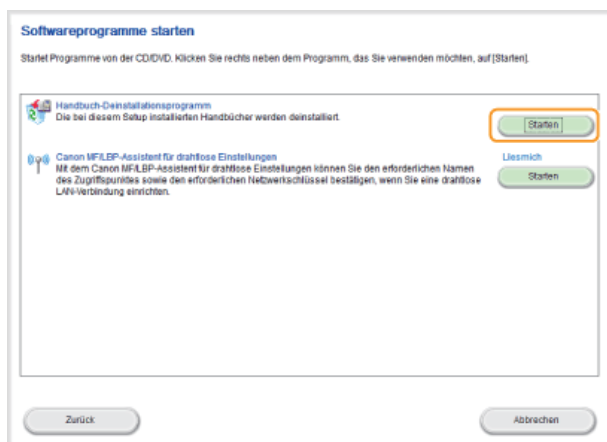 Softwareprogramme starten
Startet Programme von der CD/DVD. Klicken Sie rechts neben dem Programm, das Sie verwenden möchten, auf [Starten].
Handbuch-Deinstallationsprogramm
Die bei diesem Setup installierten Handbücher werden deinstalliert.
Starten
Canon MF/LBP-Assistent für drahtlose Einstellungen
Liesmich
Mit dem Canon MF/LBP-Assistent für drahtlose Einstellungen können Sie den erforderlichen Namen
des Zugriffspunktes sowie den erforderlichen Netzwerkschlüssel bestätigen, wenn Sie eine drahtlose
LAN-Verbindung einrichten.
Starten
Zurück
Abbrechen